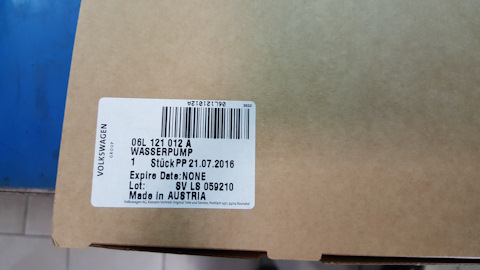 06L121012A
VOLKSWAGEN
GROUP
06L 121 012 A
WASSERPUMP
1 Stück PP 21.07.2016
Expire Date: NONE
Lot: SV LS 059210
Made in AUSTRIA